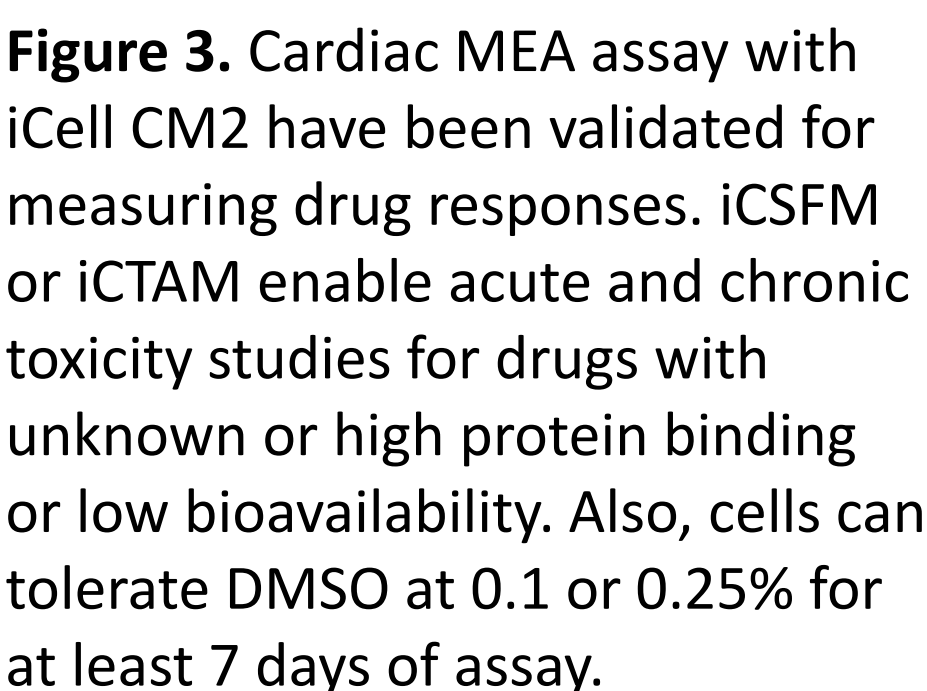 Figure 3. Cardiac MEA assay with
iCell CM2 have been validated for
measuring drug responses. iCSFM
or iCTAM enable acute and chronic
toxicity studies for drugs with
unknown or high protein binding
or low bioavailability. Also, cells can
tolerate DMSO at 0.1 or 0.25% for
at least 7 days of assay.